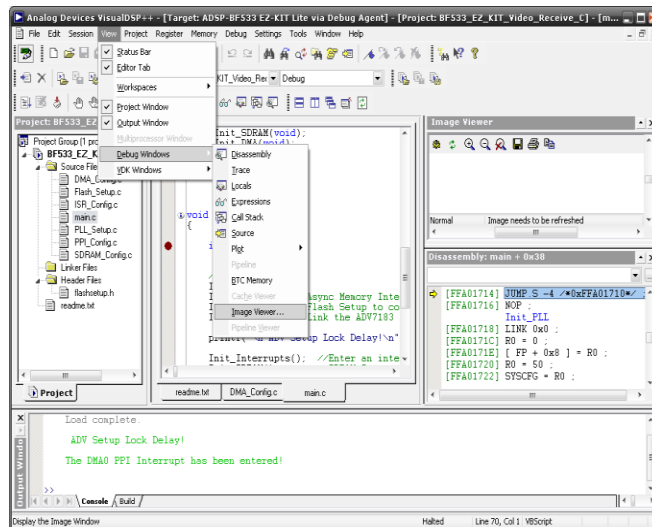 Analog Devices VisualDSP++ - [Target: ADSP-BF533 EZ-KIT Lite via Debug Agent] - [Project: BF533_EZ_KIT_Video_Receive_C] - [m...
File Edit Session View Project Register Memory Debug Settings Tools Window Help
Status Bar
Editor Tab
Workspaces
Project Window
Output Window
Multiprocessor Window
Debug Windows
VDK Windows
KIT_Video_Rec
Debug
Disassembly
Trace
Locals
Expressions
Call Stack
Source
Plot
Pipeline
BTC Memory
Cache Viewer
Image Viewer...
Pipeline Viewer
Project: BF533_EZ_KIT
Project Group (1 pro
BF533_EZ_K
Source File
DMA_Config.c
Flash_Setup.c
ISR_Config.c
main.c
PLL_Setup.c
PPI_Config.c
SDRAM_Config.c
Linker Files
Header Files
flashsetup.h
readme.txt
Project
Init_SDRAM(void);
Init_DMA(void);
void
{
Async Memory Inte
Flash Setup to co
Link the ADV7183
printf( "\n ADV Setup Lock Delay!\n"
Init_Interrupts(); //Enter an inte
readme.txt
DMA_Config.c
main.c
Image Viewer
Normal Image needs to be refreshed
Disassembly: main + 0x38
[FFA01714] JUMP.S -4 /*0xFFA01710*/
[FFA01716] NOP ;
Init_PLL
[FFA01718] LINK 0x0 ;
[FFA0171C] R0 = 0 ;
[FFA0171E] [ FP + 0x8 ] = R0 ;
[FFA01720] R0 = 50 ;
[FFA01722] SYSCFG = R0 ;
Load complete.
ADV Setup Lock Delay!
The DMA0 PPI Interrupt has been entered!
>>
Output Windo
Console
Build
Display the Image Window
Halted
Line 70, Col 1 VBScript